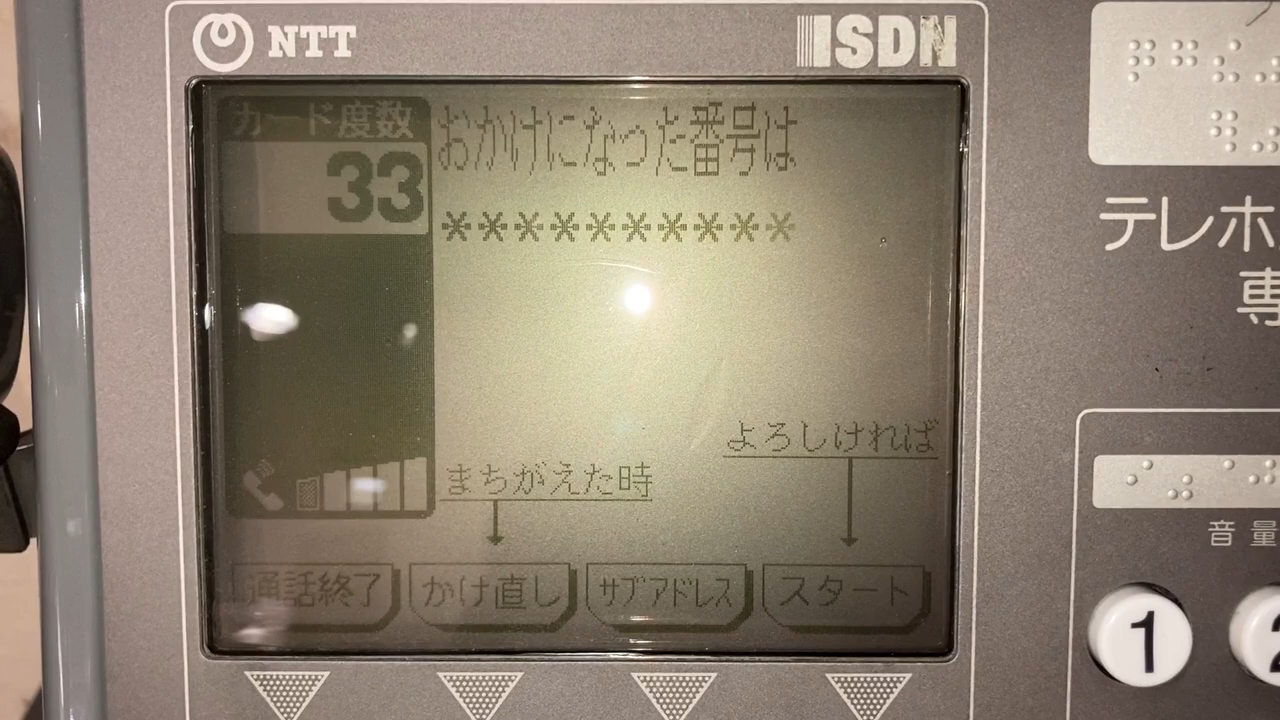 NTT
ISDN
カード度数
33
おかけになった番号は
**********
よろしければ
まちがえた時
通話終了 かけ直し サブアドレス スタート
テレホ
専
音量
1
2